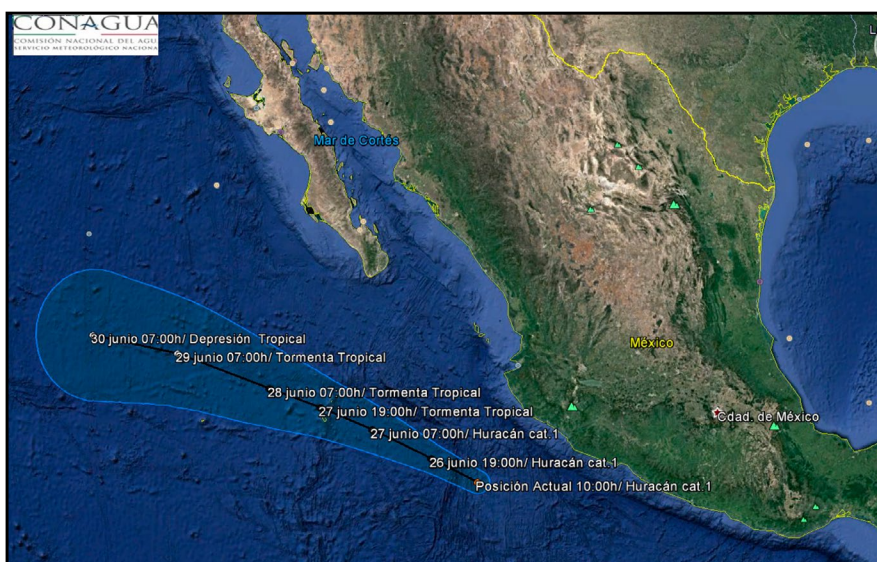 CONAGUA
COMISIÓN NACIONAL DEL AGU
SERVICIO METEOROLÓGICO NACIONA
L
Mar de Cortés
30 junio 07:00h/ Depresión Tropical
México
29 junio 07:00h/ Tormenta Tropical
28 junio 07:00h/ Tormenta Tropical
27 junio 19:00h/ Tormenta Tropical
Cdad. de México
27 junio 07:00h/ Huracán cat.1
26 junio 19:00h/ Huracán cat.1
Posición Actual 10:00h/ Huracán cat.1